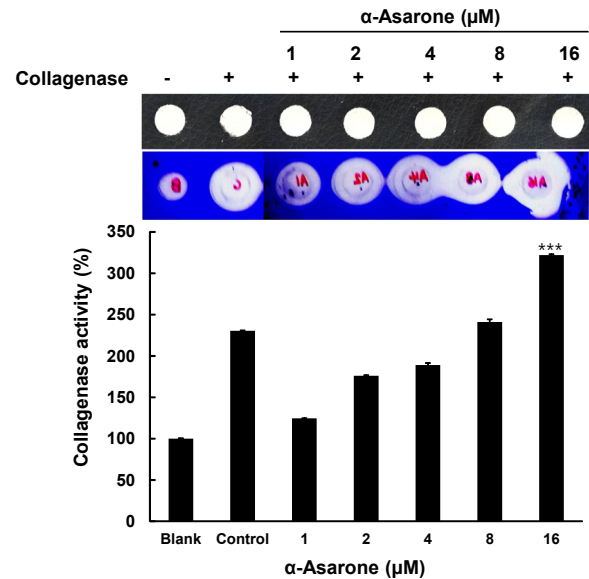 α-Asarone (µM)
1 2 4 8 16
Collagenase - + + + + + +
B C A1 A2 A4 A8
350
300
250
200
150
100
50
0
Collagenase activity (%)
***
Blank Control 1 2 4 8 16
α-Asarone (µM)